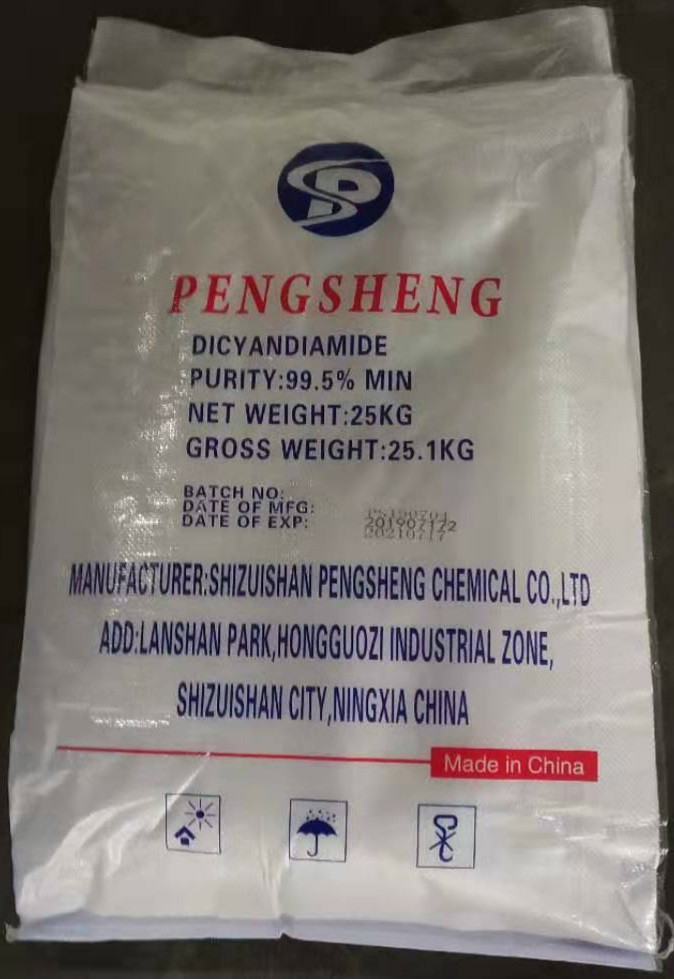 SP
PENGSHENG
DICYANDIAMIDE
PURITY:99.5% MIN
NET WEIGHT:25KG
GROSS WEIGHT:25.1KG
BATCH NO:
DATE OF MFG:
DATE OF EXP: 20210717
MANUFACTURER:SHIZUISHAN PENGSHENG CHEMICAL CO.,LTD
ADD:LANSHAN PARK,HONGGUOZI INDUSTRIAL ZONE,
SHIZUISHAN CITY,NINGXIA CHINA
Made in China